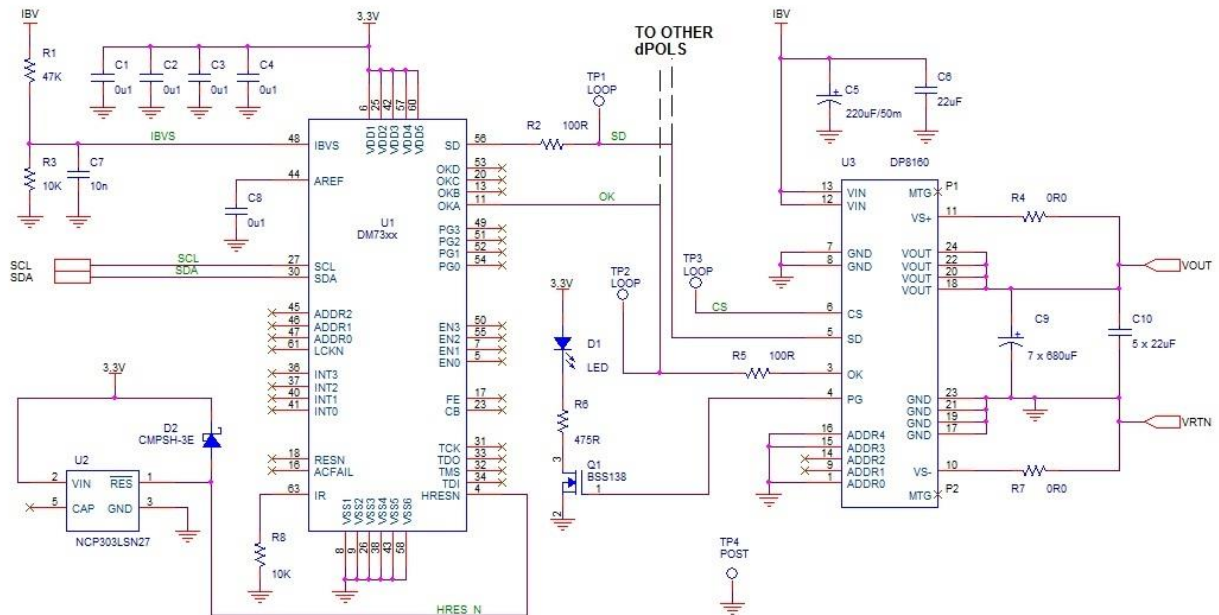 IBV
3.3V
TO OTHER
dPOLS
IBV
R1
47K
C1
0u1
C2
0u1
C3
0u1
C4
0u1
C5
220uF/50m
C6
22uF
6
25
42
57
60
VDD1
VDD2
VDD3
VDD4
VDD5
TP1
LOOP
R2
100R
SD
IBVS
48
IBVS
SD
56
R3
10K
C7
10n
44
AREF
C8
0u1
OKD
53
OKC
20
OKB
13
OKA
11
OK
U1
DM73xx
PG3
49
PG2
51
PG1
52
PG0
54
SCL
SDA
SCL
SDA
27
30
SCL
SDA
45
ADDR2
46
ADDR1
47
ADDR0
61
LCKN
EN3
50
EN2
55
EN1
7
EN0
5
36
INT3
37
INT2
40
INT1
41
INT0
FE
17
CB
23
18
RESN
16
ACFAIL
63
IR
TCK
31
TDO
33
TMS
32
TDI
34
HRESN
4
VSS1
VSS2
VSS3
VSS4
VSS5
VSS6
8
9
26
38
43
58
R8
10K
HRES_N
3.3V
D2
CMPSH-3E
U2
2
VIN
RES
1
5
CAP
GND
3
NCP303LSN27
3.3V
D1
LED
R6
475R
3
Q1
BSS138
1
2
TP2
LOOP
TP3
LOOP
CS
R5
100R
TP4
POST
U3
DP8160
13
VIN
12
VIN
7
GND
8
GND
6
CS
5
SD
3
OK
4
PG
16
ADDR4
15
ADDR3
14
ADDR2
9
ADDR1
1
ADDR0
MTG
P1
VS+
11
VOUT
24
VOUT
22
VOUT
20
VOUT
18
GND
23
GND
21
GND
19
GND
17
VS-
10
MTG
P2
R4
0R0
VOUT
C9
7 x 680uF
C10
5 x 22uF
VRTN
R7
0R0